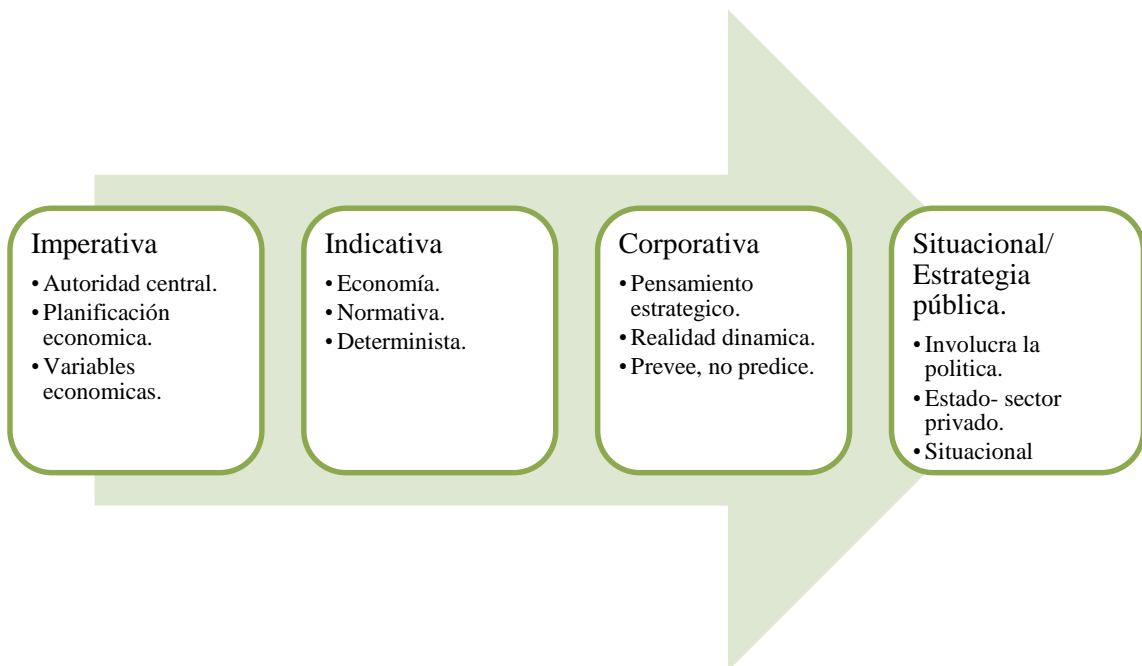 Imperativa
•Autoridad central.
•Planificación
economica.
•Variables
economicas.
Indicativa
•Economía.
•Normativa.
•Determinista.
Corporativa
•Pensamiento
estrategico.
•Realidad dinamica.
•Prevee, no predice.
Situacional/
Estrategia
pública.
•Involucra la
politica.
•Estado- sector
privado.
•Situacional